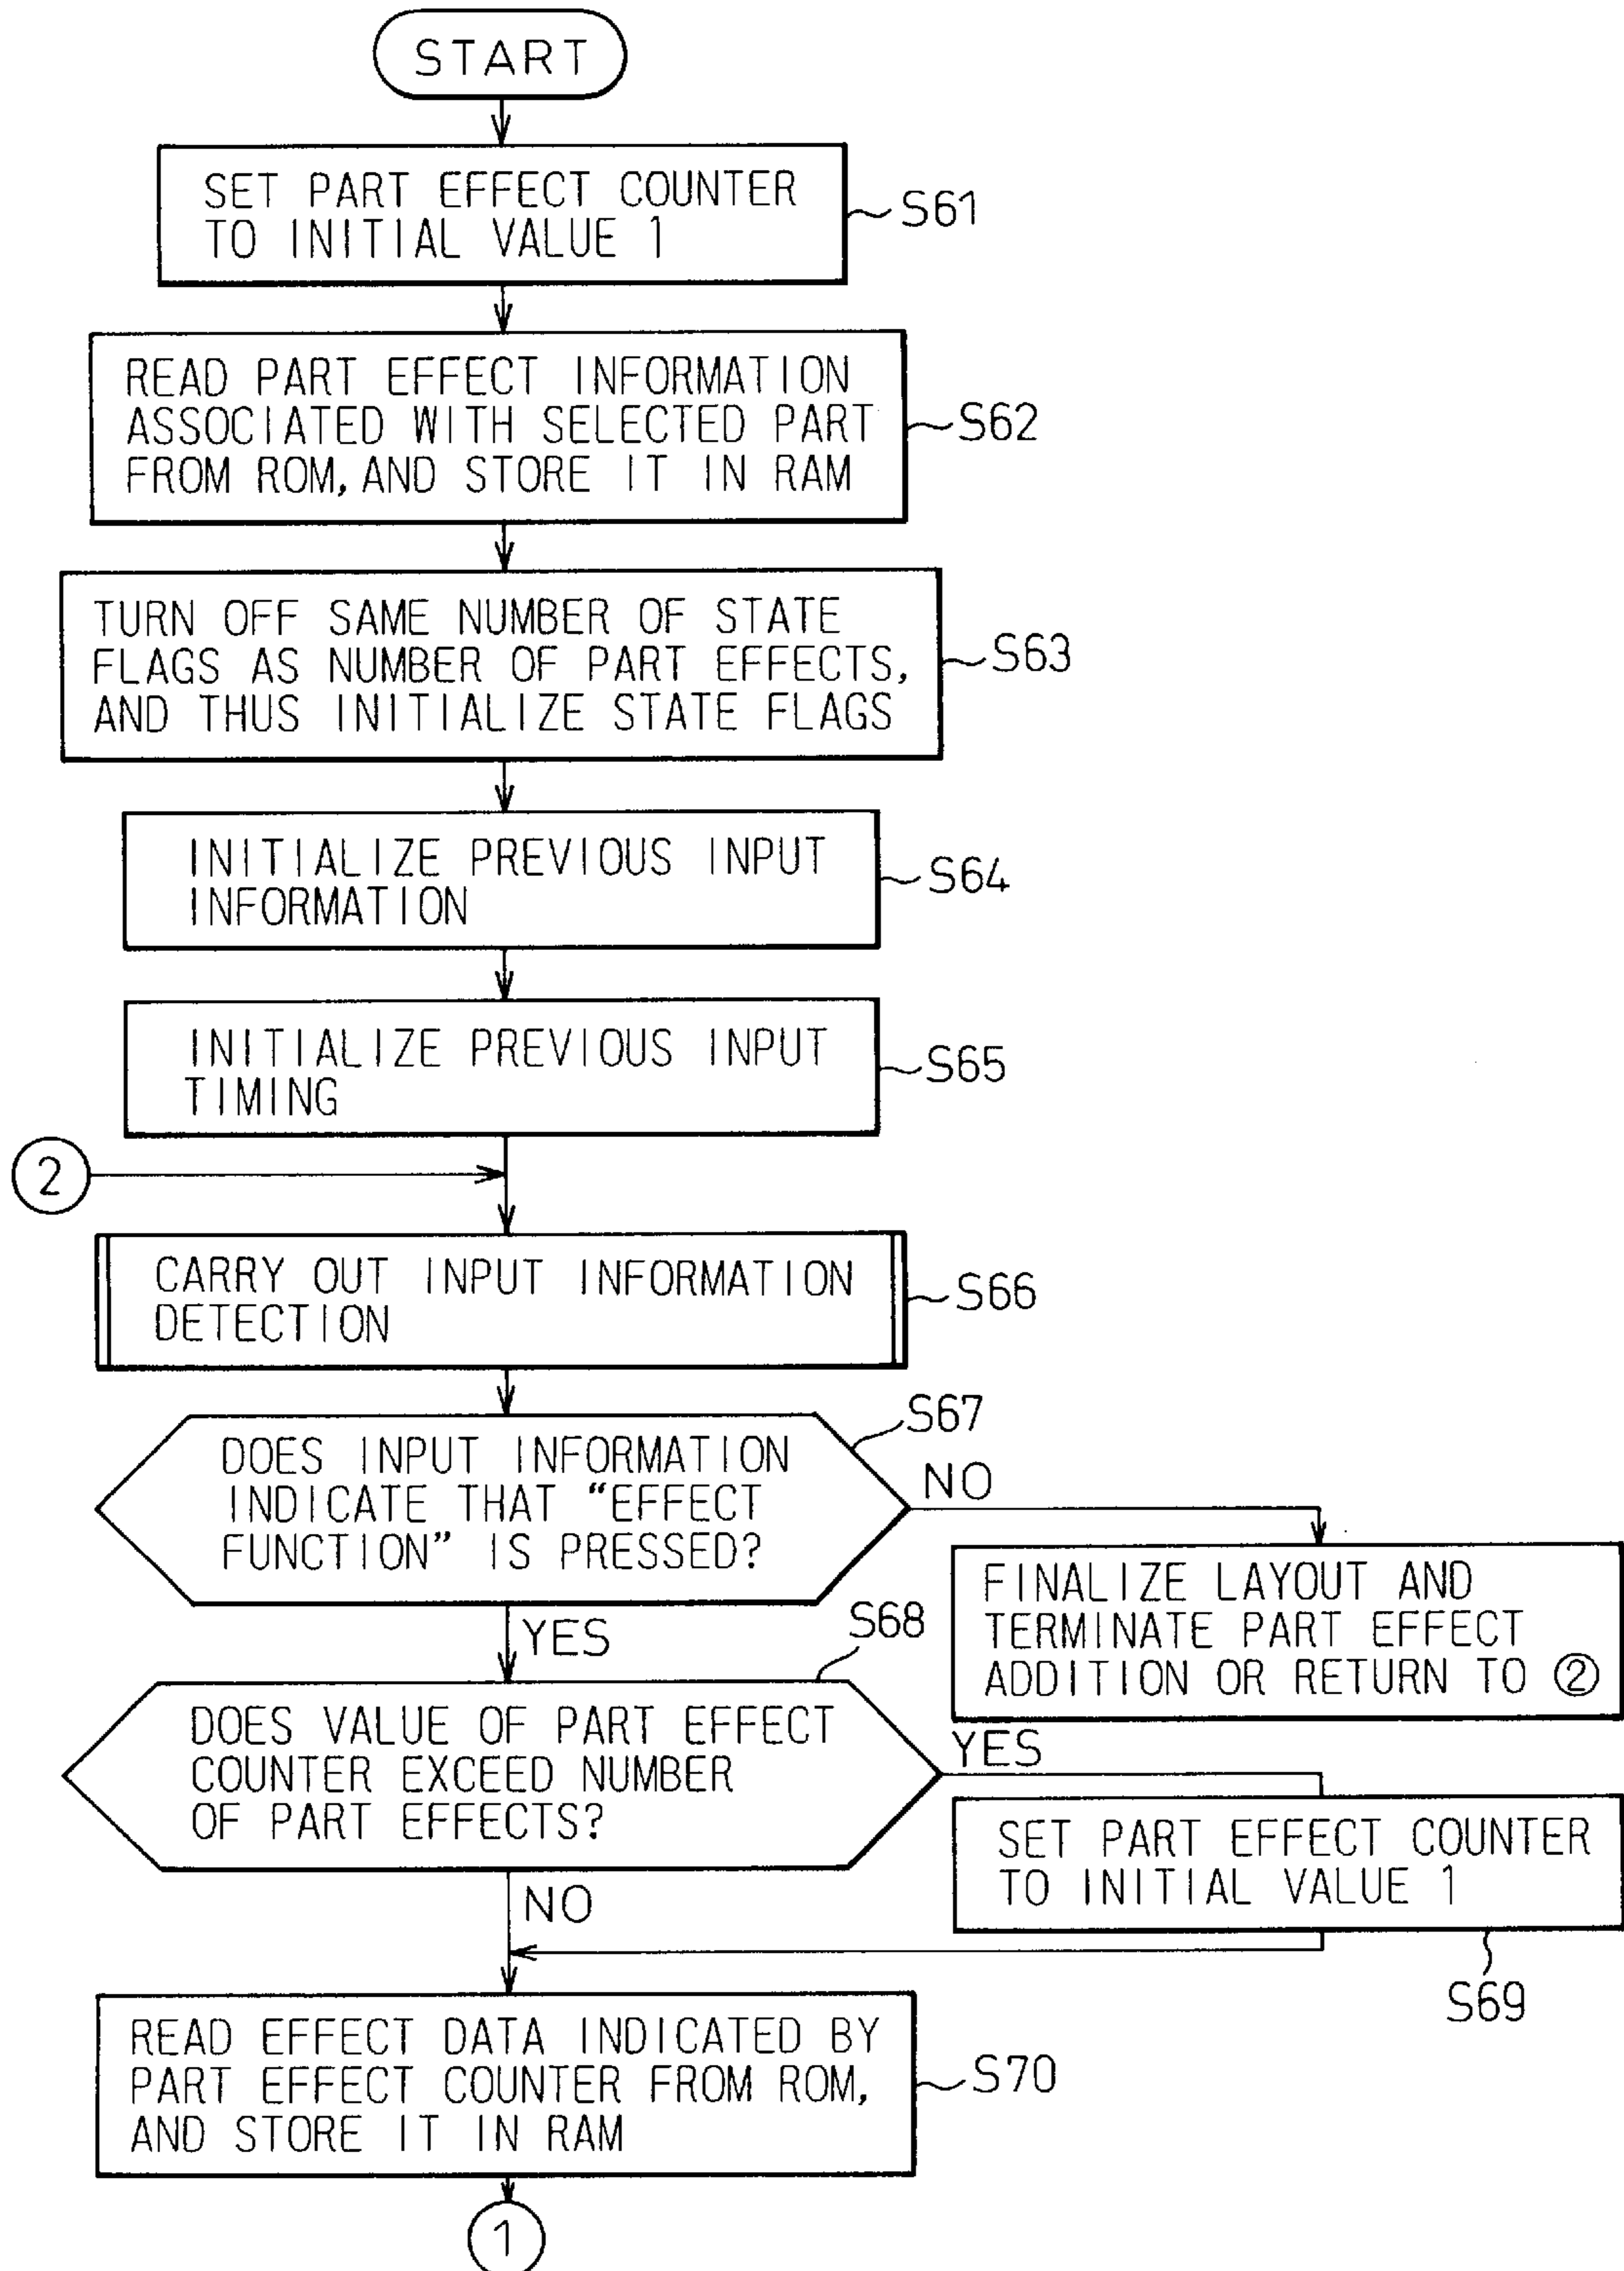 START
SET PART EFFECT COUNTER
TO INITIAL VALUE 1
S61
READ PART EFFECT INFORMATION
ASSOCIATED WITH SELECTED PART
FROM ROM, AND STORE IT IN RAM
S62
TURN OFF SAME NUMBER OF STATE
FLAGS AS NUMBER OF PART EFFECTS,
AND THUS INITIALIZE STATE FLAGS
S63
INITIALIZE PREVIOUS INPUT
INFORMATION
S64
INITIALIZE PREVIOUS INPUT
TIMING
S65
2
CARRY OUT INPUT INFORMATION
DETECTION
S66
S67
DOES INPUT INFORMATION
INDICATE THAT “EFFECT
FUNCTION” IS PRESSED?
NO
FINALIZE LAYOUT AND
TERMINATE PART EFFECT
ADDITION OR RETURN TO ②
YES
S68
DOES VALUE OF PART EFFECT
COUNTER EXCEED NUMBER
OF PART EFFECTS?
YES
SET PART EFFECT COUNTER
TO INITIAL VALUE 1
S69
NO
READ EFFECT DATA INDICATED BY
PART EFFECT COUNTER FROM ROM,
AND STORE IT IN RAM
S70
1